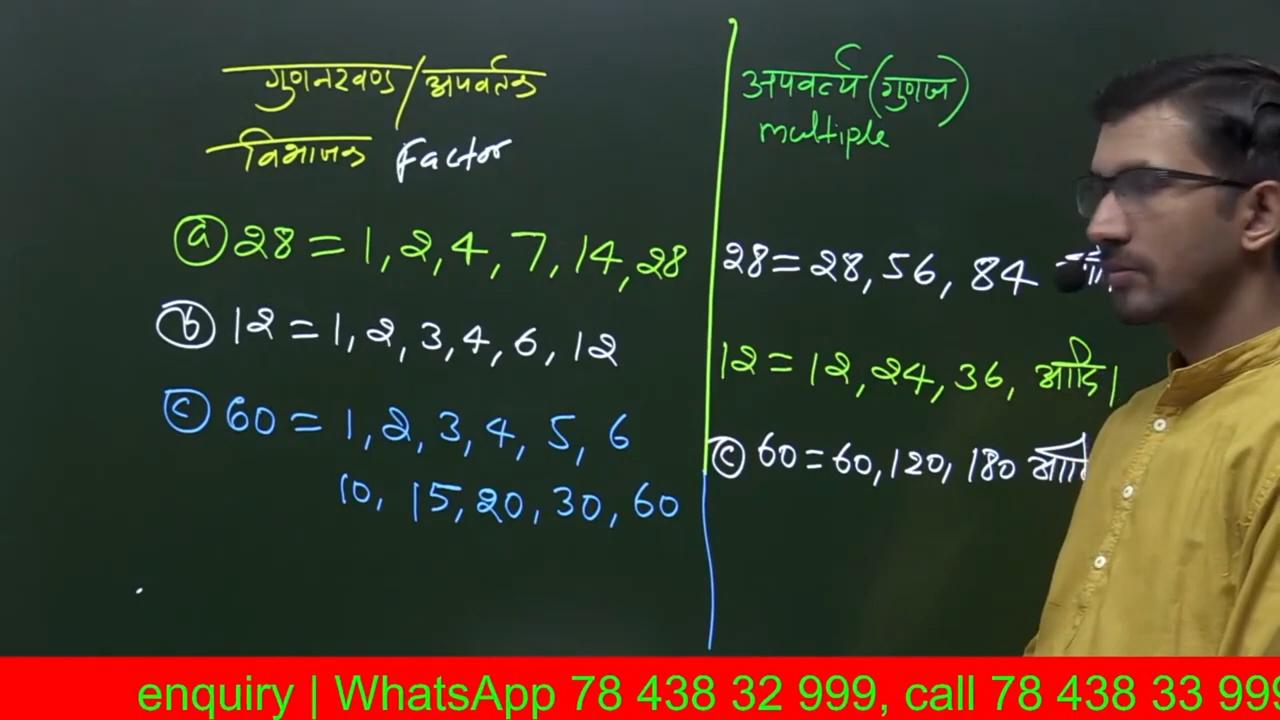 गुणनखण्ड/अपवर्तक
विभाजक Factor
(a) 28 = 1, 2, 4, 7, 14, 28
(b) 12 = 1, 2, 3, 4, 6, 12
(c) 60 = 1, 2, 3, 4, 5, 6
10, 15, 20, 30, 60
अपवर्त्य (गुणज)
multiple
28 = 28, 56, 84
12 = 12, 24, 36, आदि।
(c) 60 = 60, 120, 180
enquiry | WhatsApp 78 438 32 999, call 78 438 33 999